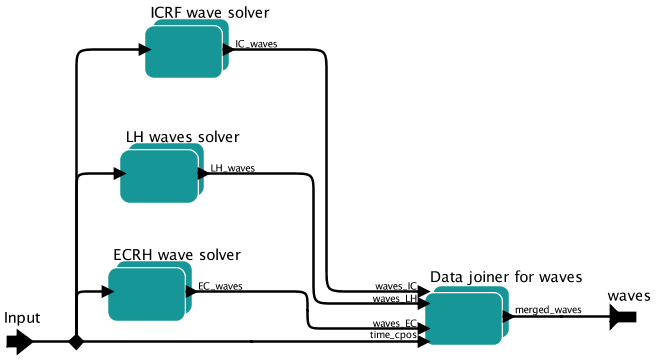 ICRF wave solver
IC_waves
LH waves solver
LH_waves
ECRH wave solver
EC_waves
Data joiner for waves
waves_IC
waves_LH
waves_EC
time_cpos
merged_waves
waves
Input